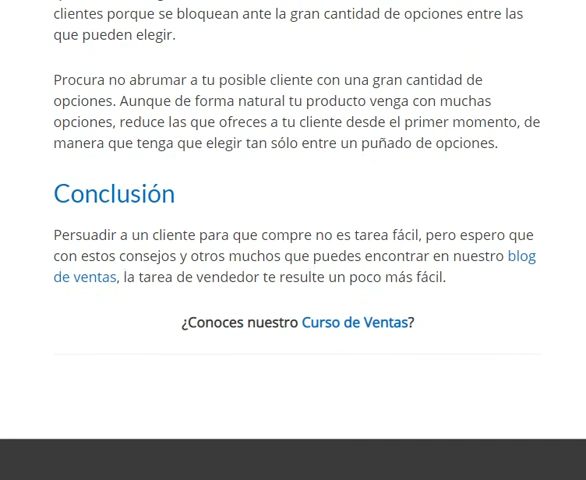 clientes porque se bloquean ante la gran cantidad de opciones entre las
que pueden elegir.
Procura no abrumar a tu posible cliente con una gran cantidad de
opciones. Aunque de forma natural tu producto venga con muchas
opciones, reduce las que ofreces a tu cliente desde el primer momento, de
manera que tenga que elegir tan sólo entre un puñado de opciones.
Conclusión
Persuadir a un cliente para que compre no es tarea fácil, pero espero que
con estos consejos y otros muchos que puedes encontrar en nuestro blog
de ventas, la tarea de vendedor te resulte un poco más fácil.
¿Conoces nuestro Curso de Ventas?